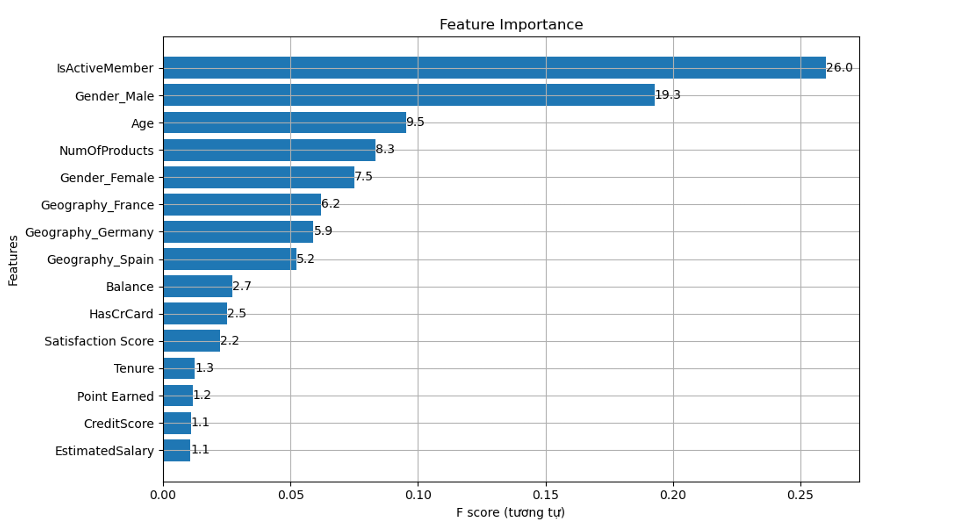 Feature Importance
IsActiveMember 26.0
Gender_Male 19.3
Age 9.5
NumOfProducts 8.3
Gender_Female 7.5
Geography_France 6.2
Geography_Germany 5.9
Geography_Spain 5.2
Balance 2.7
HasCrCard 2.5
Satisfaction Score 2.2
Tenure 1.3
Point Earned 1.2
CreditScore 1.1
EstimatedSalary 1.1
Features
0.00 0.05 0.10 0.15 0.20 0.25
F score (tương tự)